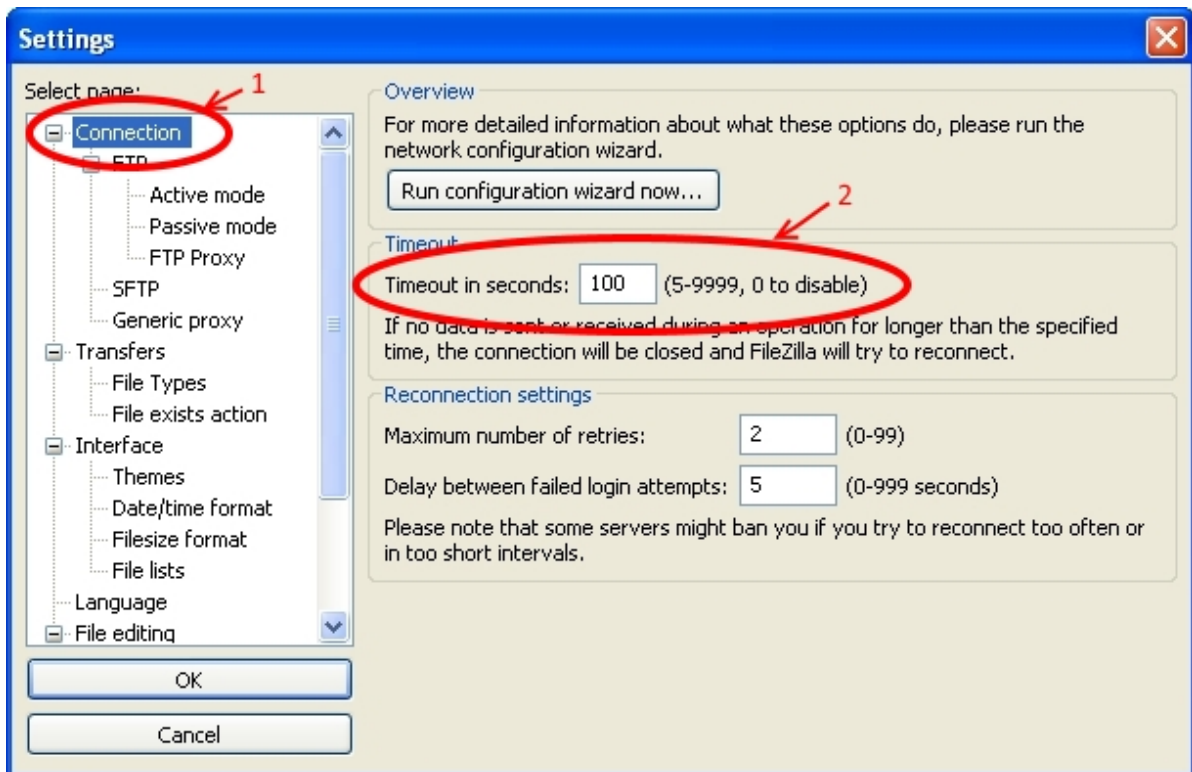 Settings
Select page:
1
Connection
FTP
Active mode
Passive mode
FTP Proxy
SFTP
Generic proxy
Transfers
File Types
File exists action
Interface
Themes
Date/time format
Filesize format
File lists
Language
File editing
OK
Cancel
Overview
For more detailed information about what these options do, please run the
network configuration wizard.
Run configuration wizard now...
2
Timeout
Timeout in seconds: 100 (5-9999, 0 to disable)
If no data is sent or received during an operation for longer than the specified
time, the connection will be closed and FileZilla will try to reconnect.
Reconnection settings
Maximum number of retries: 2 (0-99)
Delay between failed login attempts: 5 (0-999 seconds)
Please note that some servers might ban you if you try to reconnect too often or
in too short intervals.